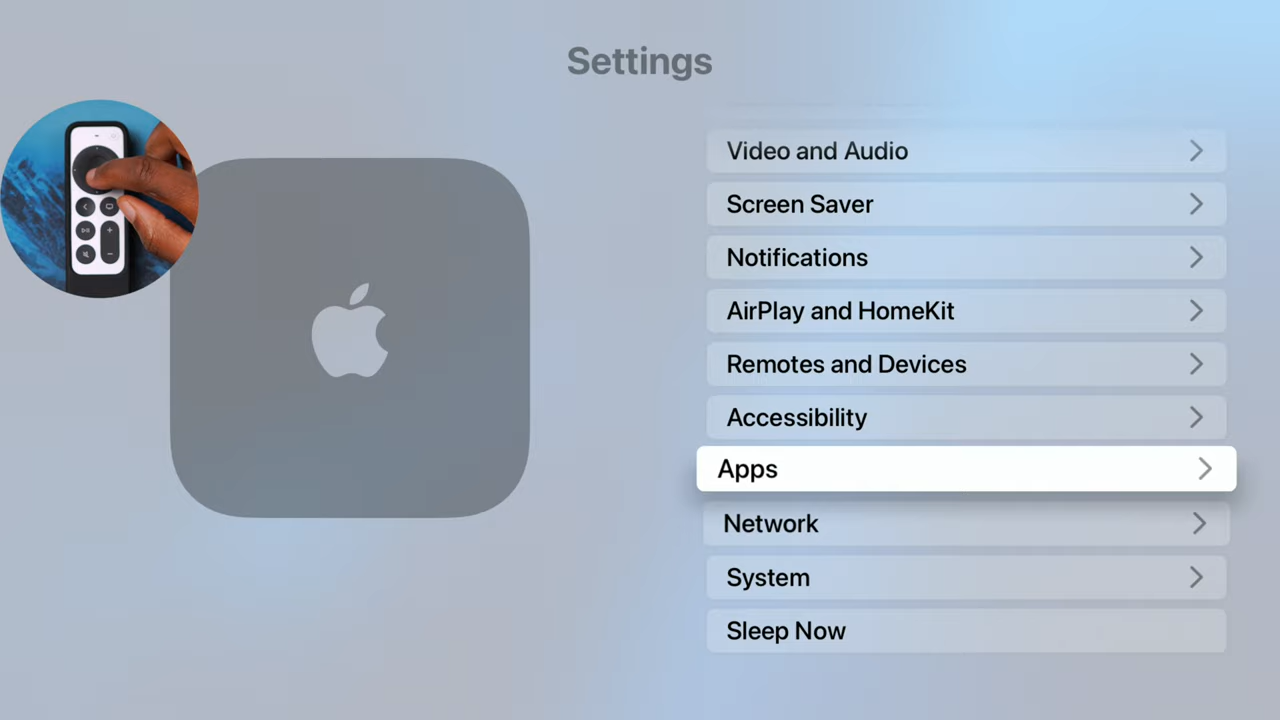 Settings
Video and Audio
Screen Saver
Notifications
AirPlay and HomeKit
Remotes and Devices
Accessibility
Apps
Network
System
Sleep Now